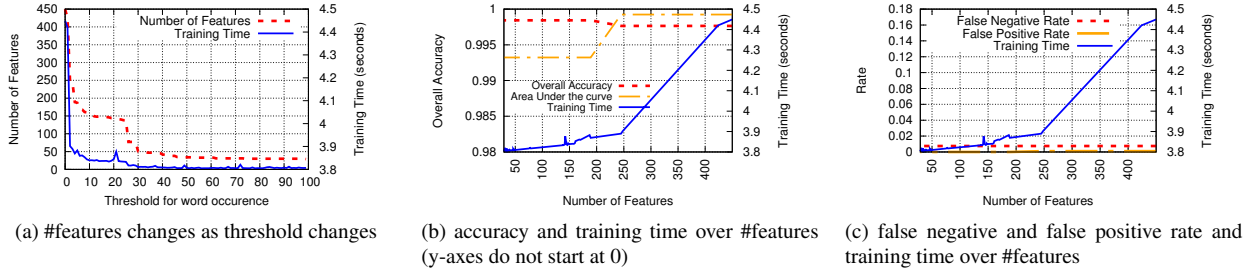 Number of Features
Training Time
450
400
350
300
250
200
150
100
50
0
4.5
4.4
4.3
4.2
4.1
4
3.9
3.8
0 10 20 30 40 50 60 70 80 90 100
Number of Features
Training Time (seconds)
Threshold for word occurence
(a) #features changes as threshold changes
1
0.995
0.99
0.985
0.98
Overall Accuracy
Overall Accuracy
Area Under the curve
Training Time
4.5
4.4
4.3
4.2
4.1
4
3.9
3.8
Training Time (seconds)
50 100 150 200 250 300 350 400
Number of Features
(b) accuracy and training time over #features
(y-axes do not start at 0)
0.18
0.16
0.14
0.12
0.1
0.08
0.06
0.04
0.02
0
Rate
False Negative Rate
False Positive Rate
Training Time
4.5
4.4
4.3
4.2
4.1
4
3.9
3.8
Training Time (seconds)
50 100 150 200 250 300 350 400
Number of Features
(c) false negative and false positive rate and
training time over #features